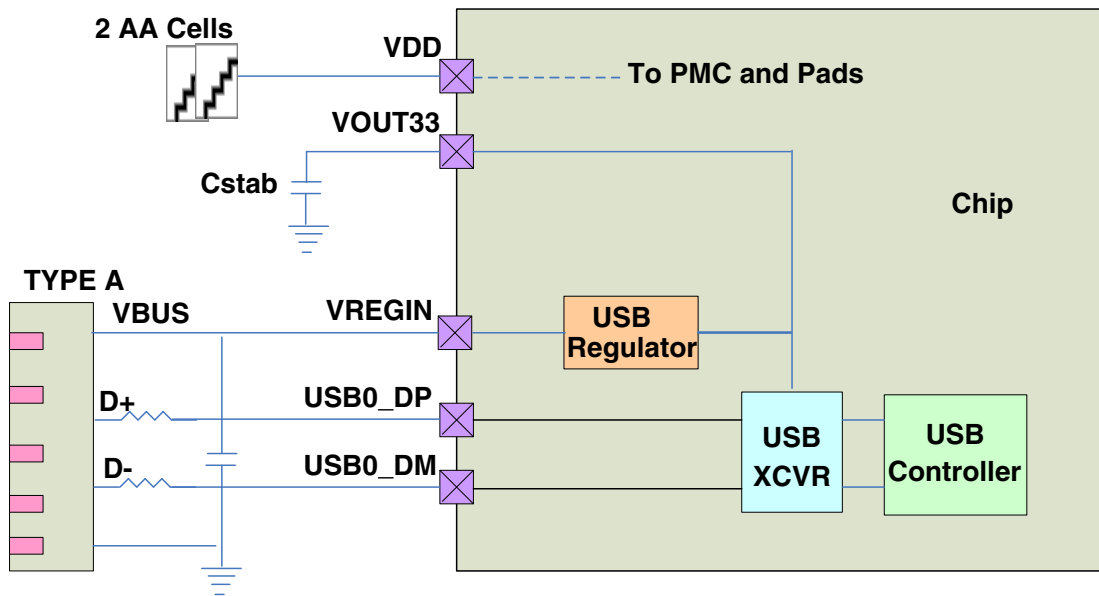 2 AA Cells
VDD
To PMC and Pads
VOUT33
Cstab
Chip
TYPE A
VBUS
VREGIN
USB
Regulator
D+
USB0_DP
D-
USB0_DM
USB
XCVR
USB
Controller